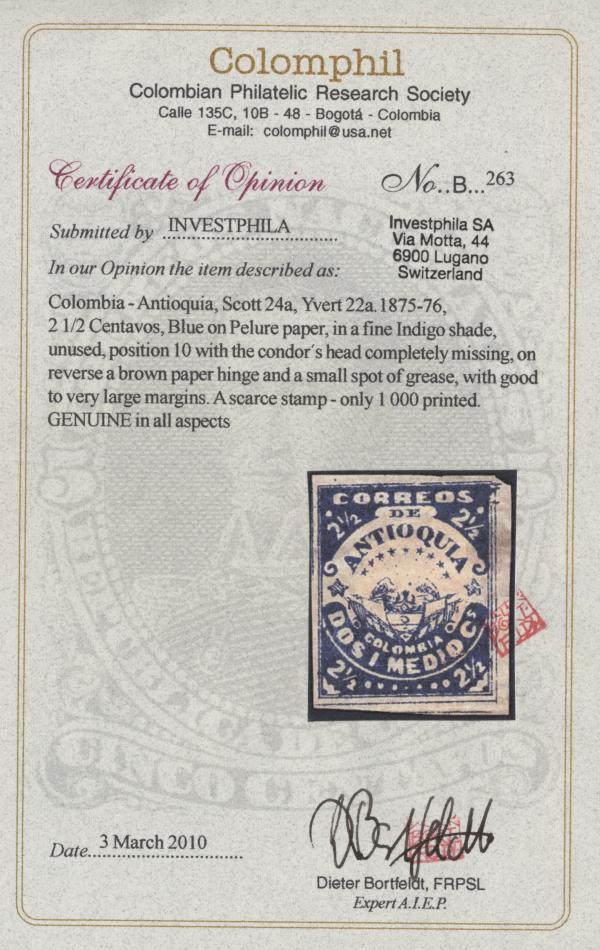 Colomphil
Colombian Philatelic Research Society
Calle 135C, 10B - 48 - Bogotá - Colombia
E-mail: colomphil@usa.net
Certificate of Opinion No..B...263
Submitted by INVESTPHILA
Investphila SA
Via Motta, 44
6900 Lugano
Switzerland
In our Opinion the item described as:
Colombia - Antioquia, Scott 24a, Yvert 22a. 1875-76,
2 1/2 Centavos, Blue on Pelure paper, in a fine Indigo shade,
unused, position 10 with the condor´s head completely missing, on
reverse a brown paper hinge and a small spot of grease, with good
to very large margins. A scarce stamp - only 1 000 printed.
GENUINE in all aspects
CORREOS
DE
2½ 2½
ANTIOQUIA
COLOMBIA
DOS I MEDIO Cs
2½ 2½
CINCO CENTAVOS
Date..3 March 2010
D Bortfeldt
Dieter Bortfeldt, FRPSL
Expert A.I.E.P.